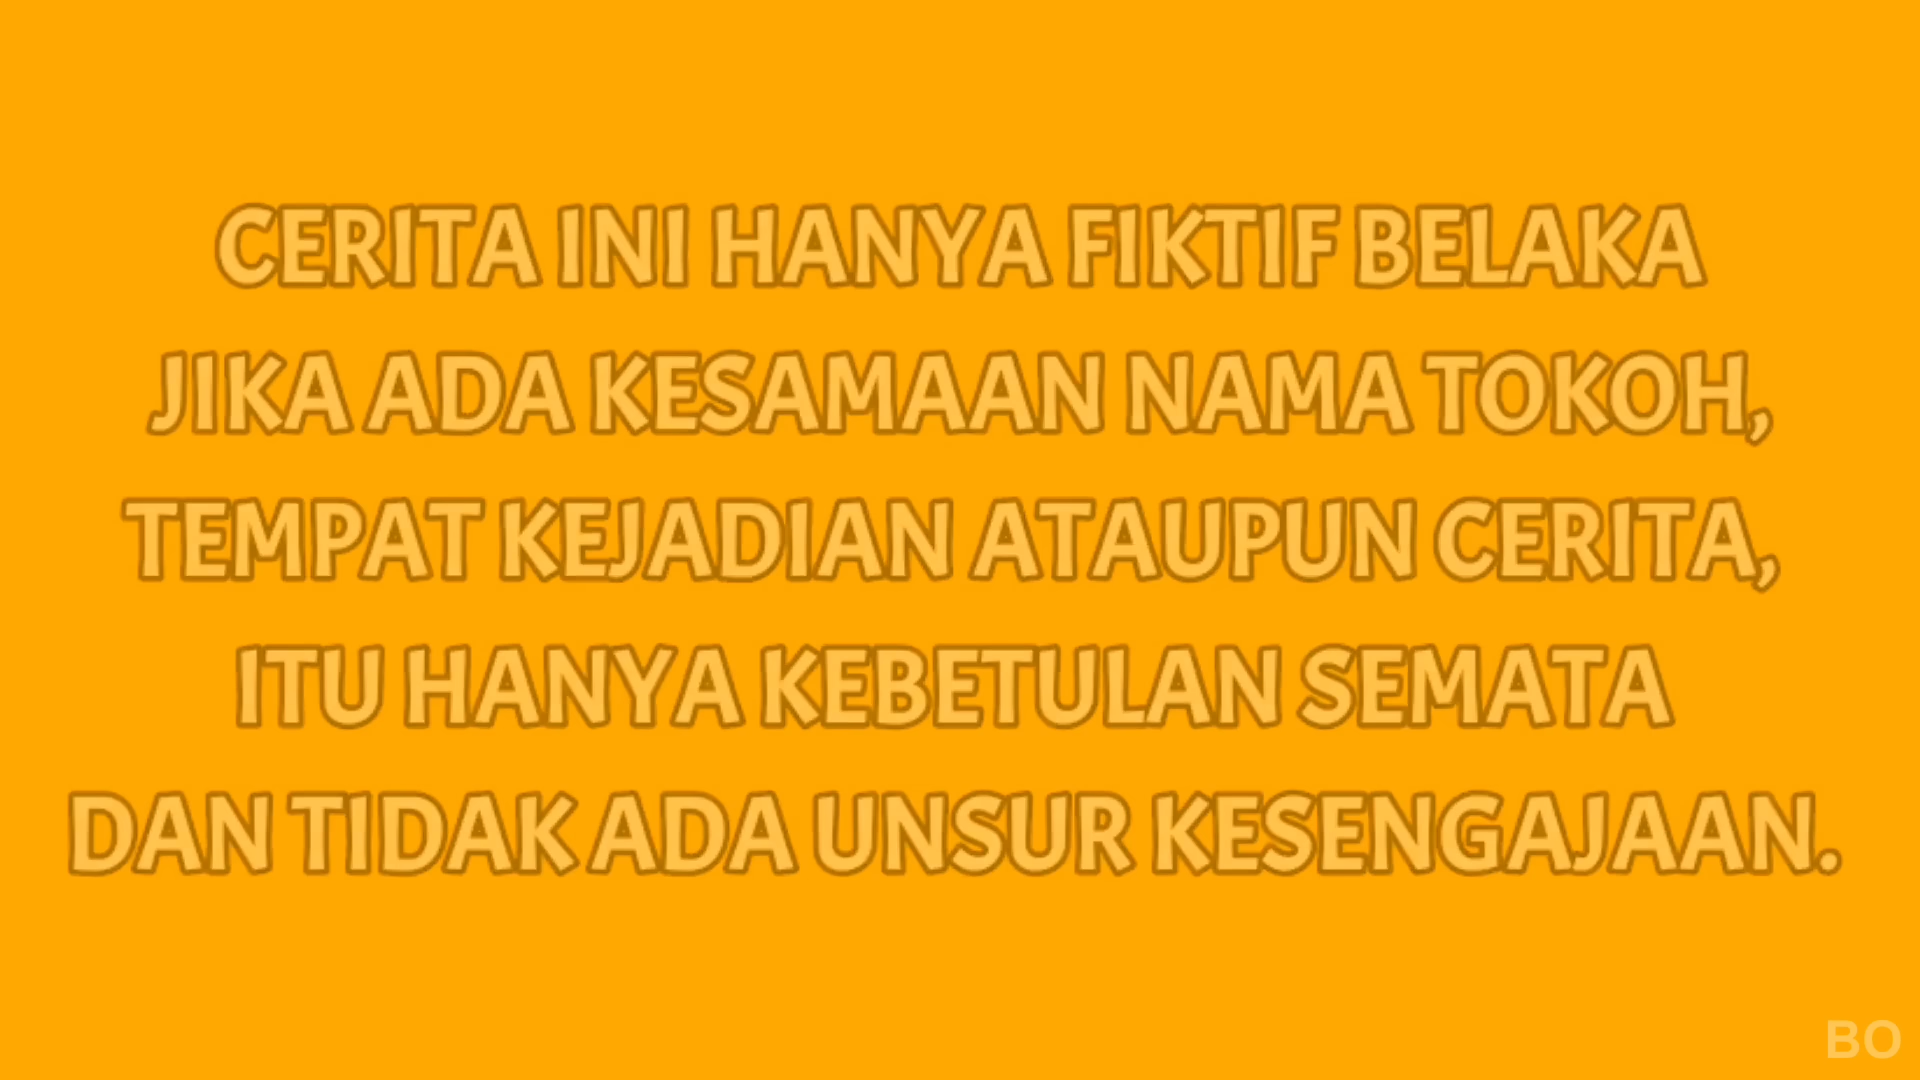 CERITA INI HANYA FIKTIF BELAKA
JIKA ADA KESAMAAN NAMA TOKOH,
TEMPAT KEJADIAN ATAUPUN CERITA,
ITU HANYA KEBETULAN SEMATA
DAN TIDAK ADA UNSUR KESENGAJAAN.
BO